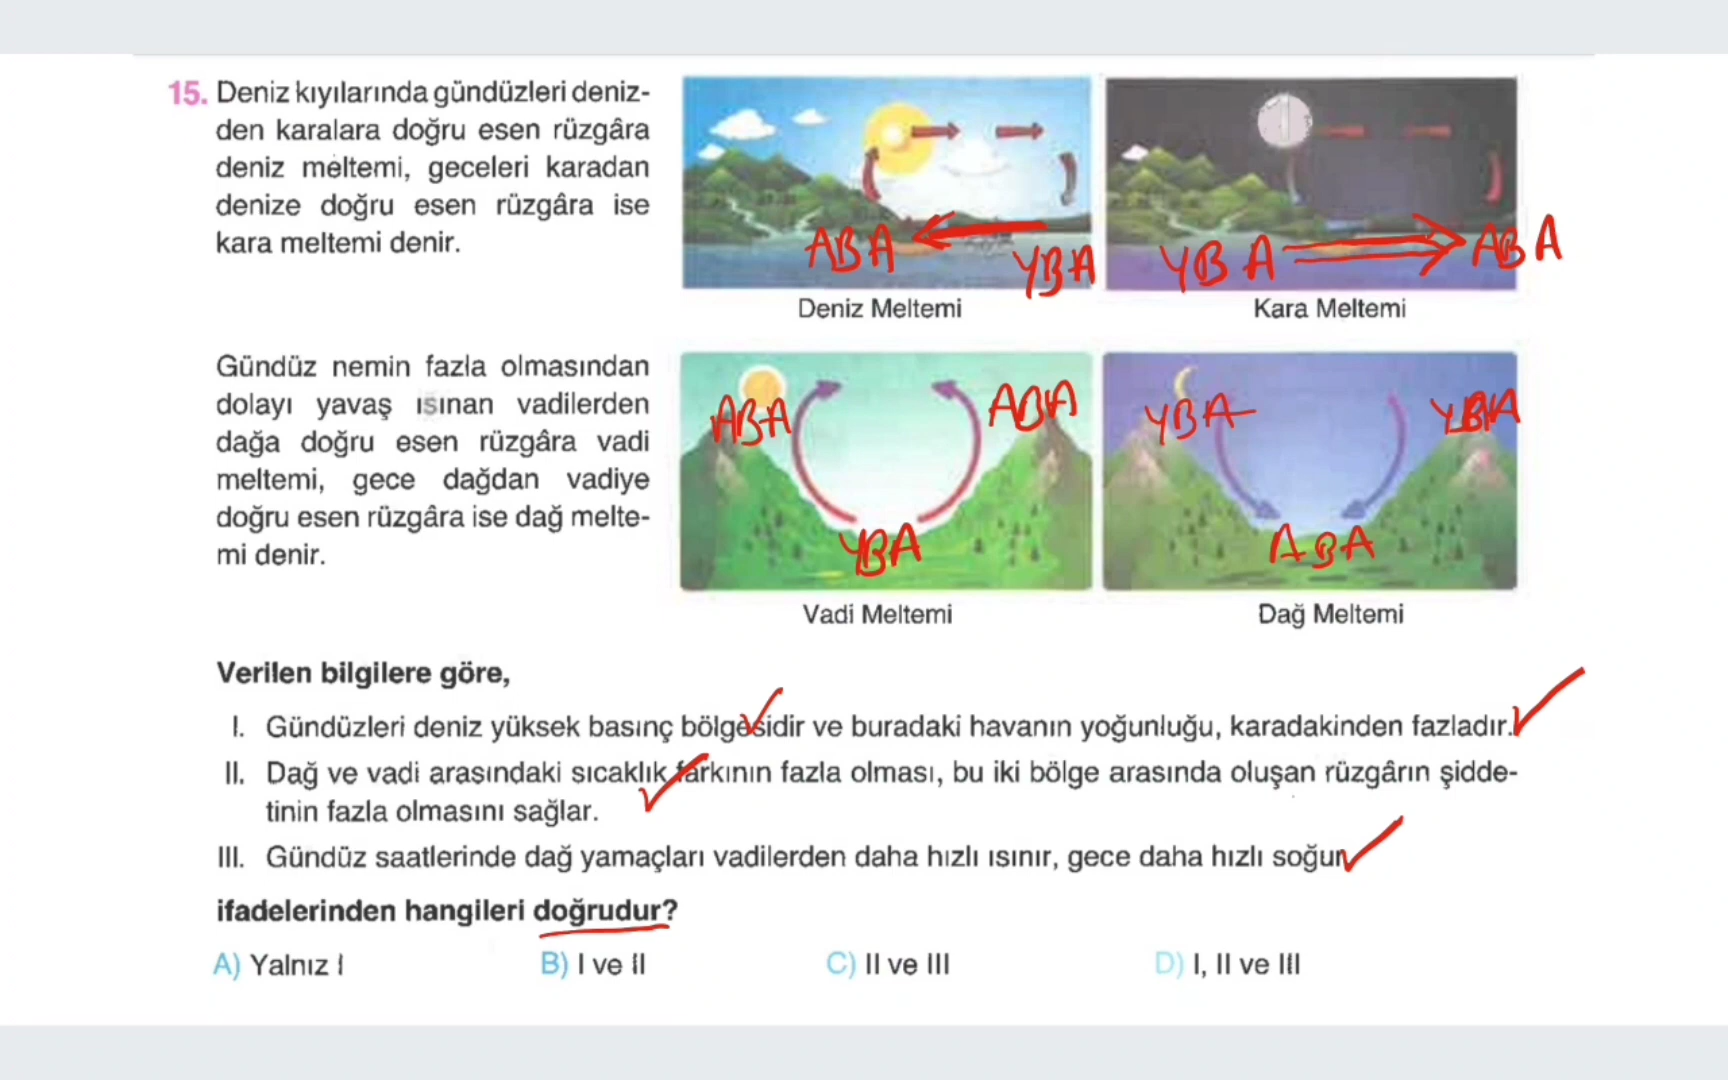 15. Deniz kıyılarında gündüzleri deniz-
den karalara doğru esen rüzgâra
deniz meltemi, geceleri karadan
denize doğru esen rüzgâra ise
kara meltemi denir.
ABA
YBA
YBA
ABA
Deniz Meltemi
Kara Meltemi
Gündüz nemin fazla olmasından
dolayı yavaş ısınan vadilerden
dağa doğru esen rüzgâra vadi
meltemi, gece dağdan vadiye
doğru esen rüzgâra ise dağ melte-
mi denir.
ABA
ABA
YBA
YBA
YBA
ABA
Vadi Meltemi
Dağ Meltemi
Verilen bilgilere göre,
I. Gündüzleri deniz yüksek basınç bölgesidir ve buradaki havanın yoğunluğu, karadakinden fazladır.
II. Dağ ve vadi arasındaki sıcaklık farkının fazla olması, bu iki bölge arasında oluşan rüzgârın şidde-
tinin fazla olmasını sağlar.
III. Gündüz saatlerinde dağ yamaçları vadilerden daha hızlı ısınır, gece daha hızlı soğur.
ifadelerinden hangileri doğrudur?
A) Yalnız I
B) I ve II
C) II ve III
D) I, II ve III